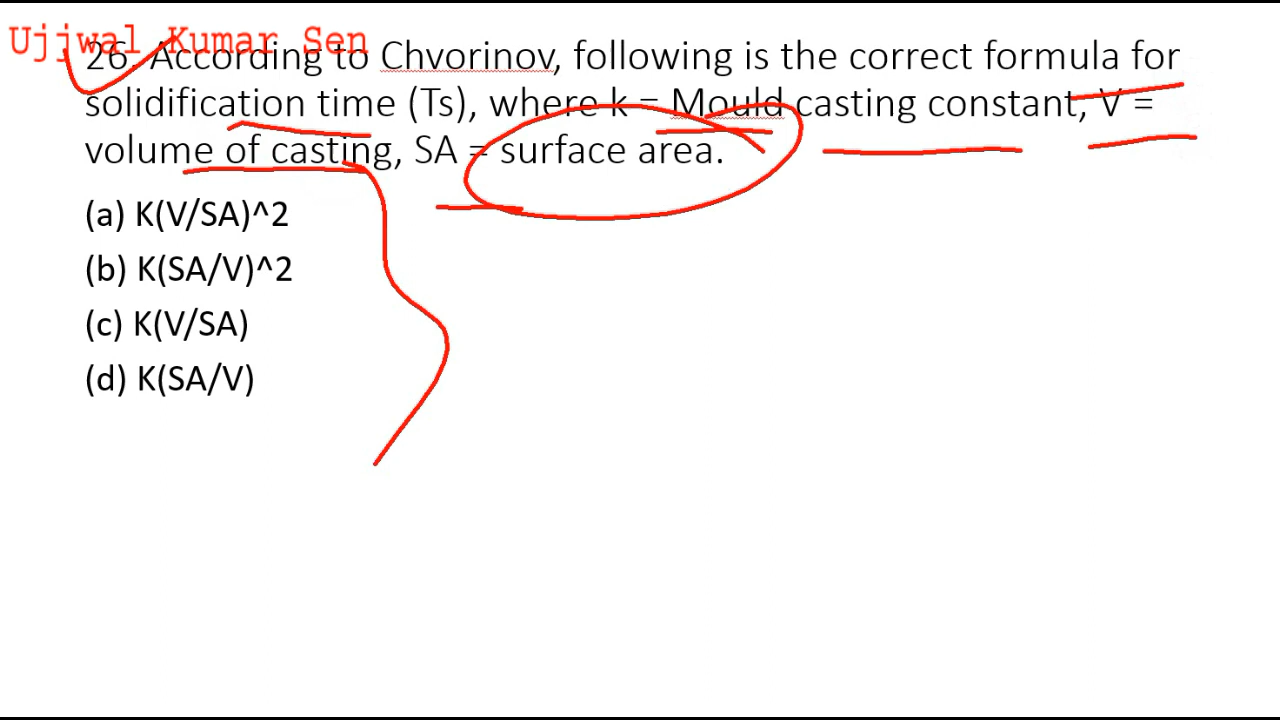 Ujjwal Kumar Sen
26. According to Chvorinov, following is the correct formula for
solidification time (Ts), where k = Mould casting constant, V =
volume of casting, SA = surface area.
(a) K(V/SA)^2
(b) K(SA/V)^2
(c) K(V/SA)
(d) K(SA/V)